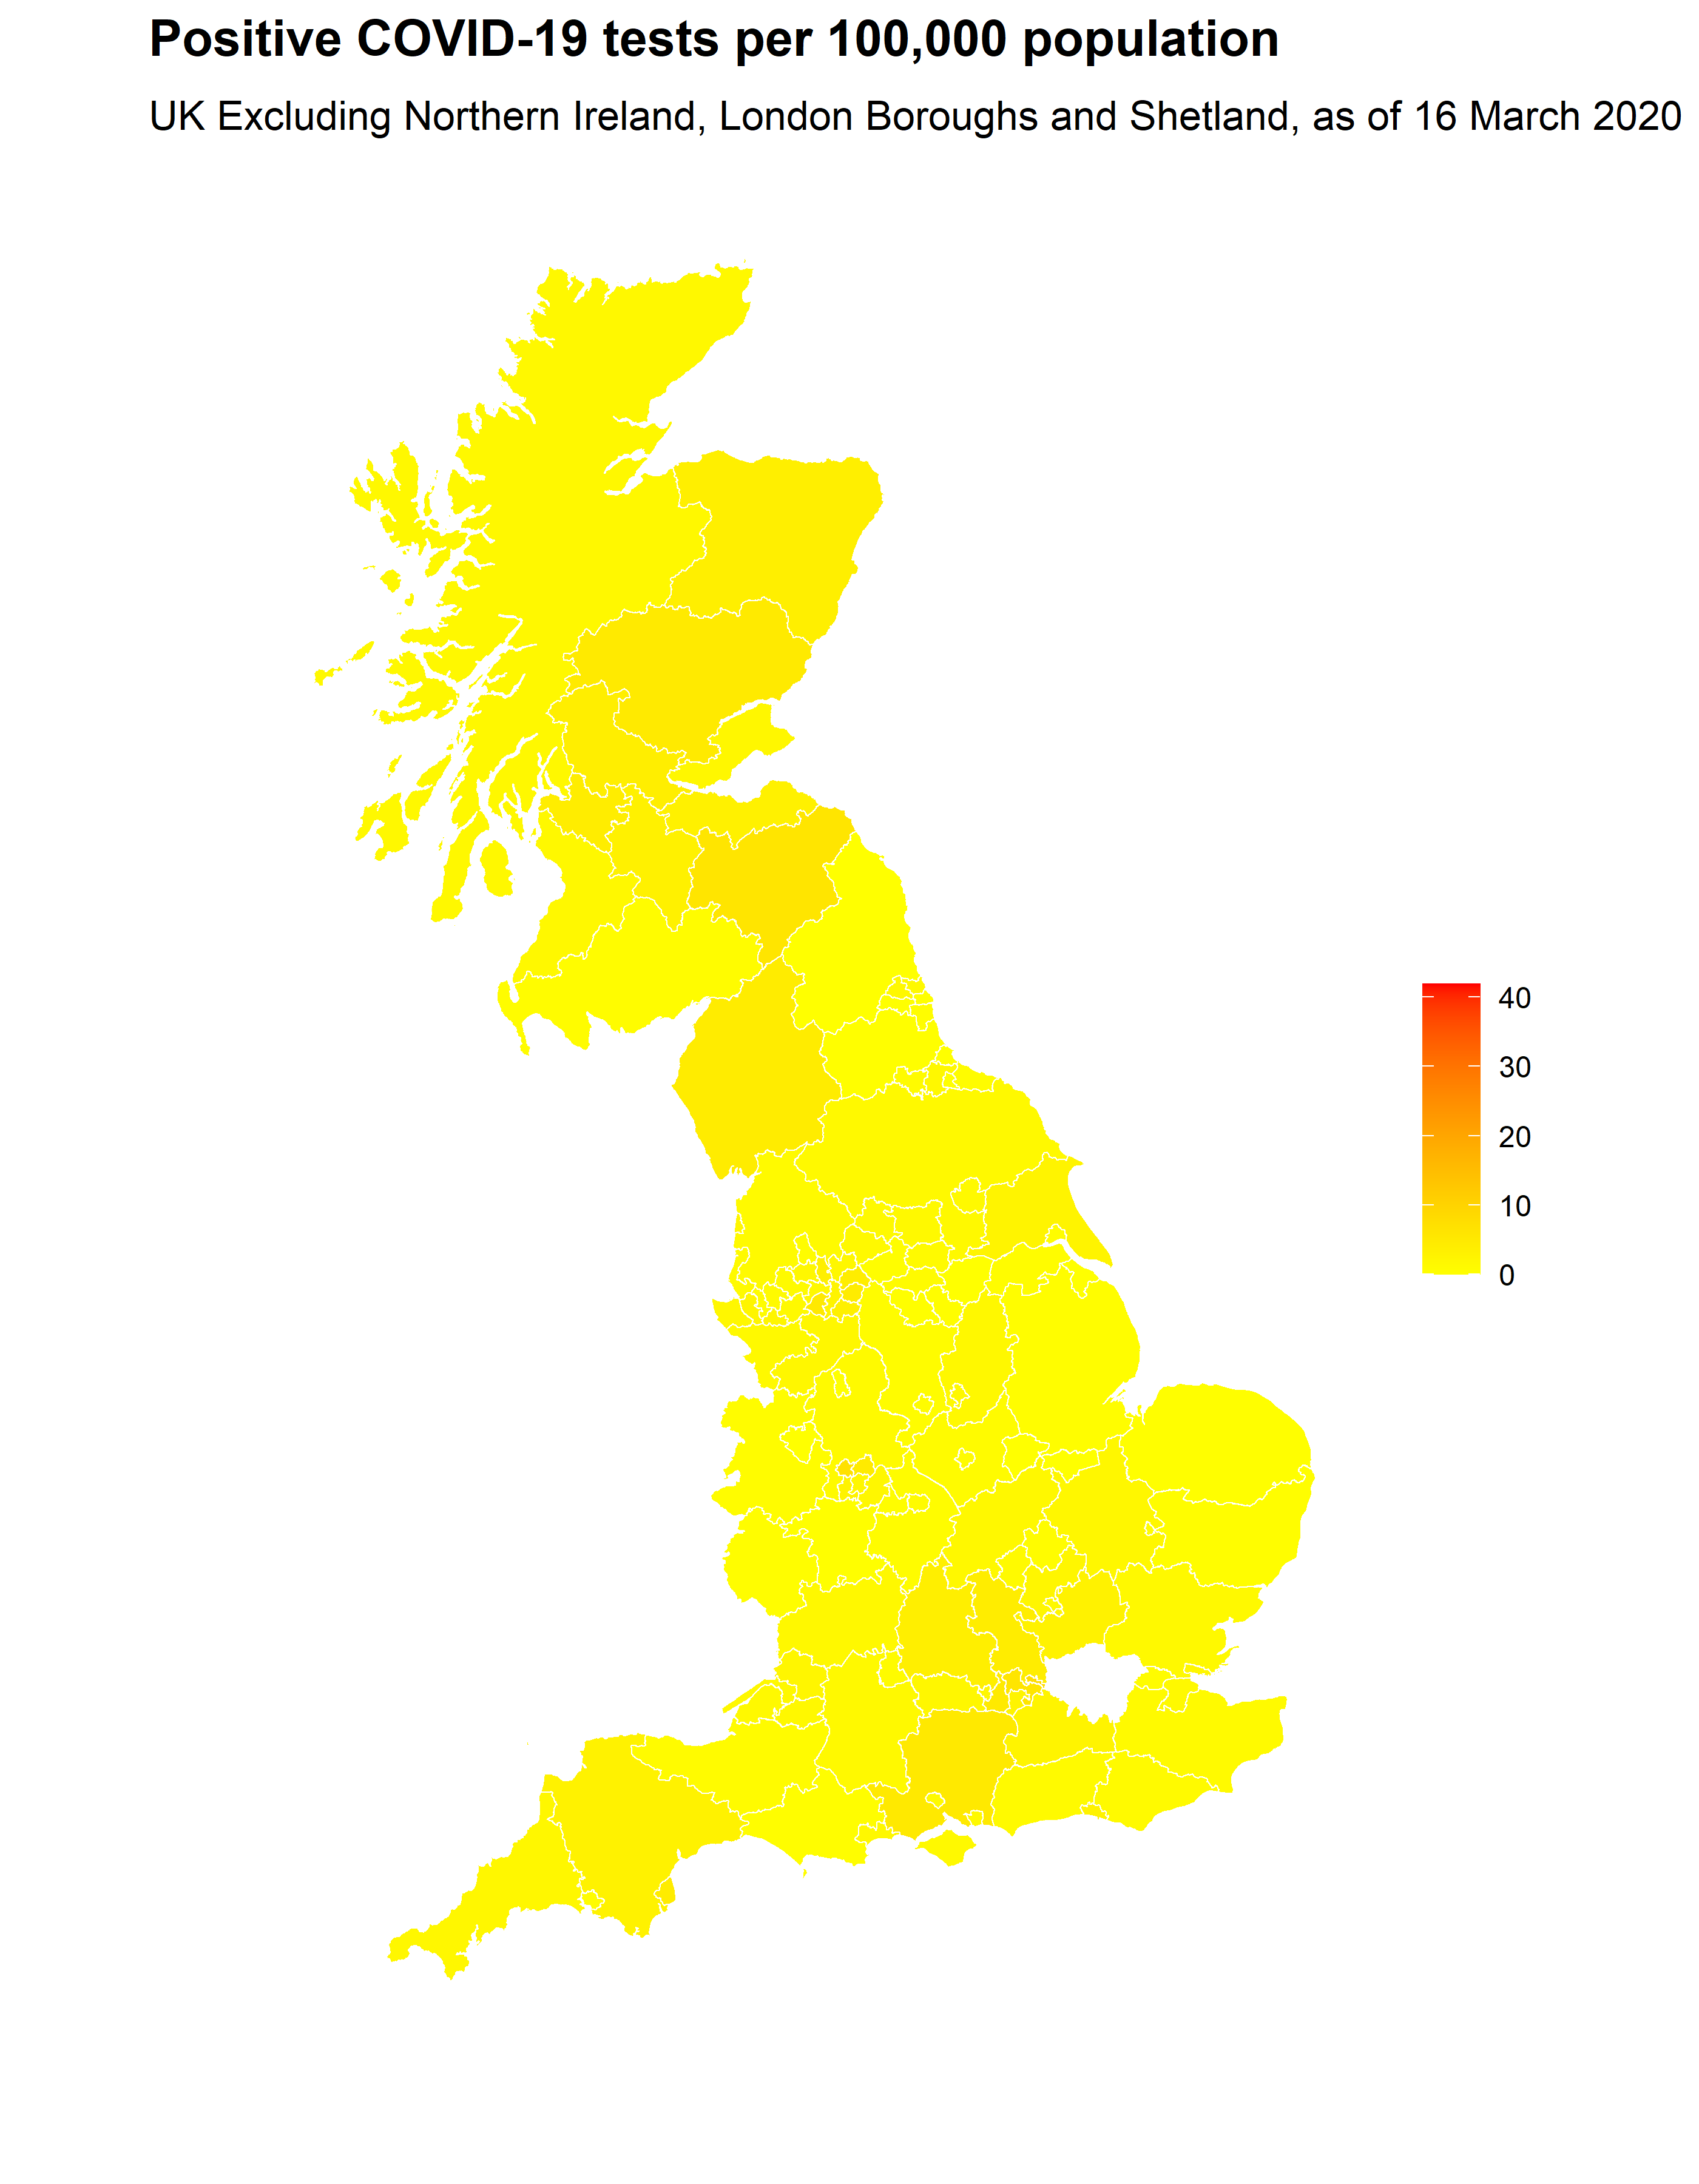 Positive COVID-19 tests per 100,000 population
UK Excluding Northern Ireland, London Boroughs and Shetland, as of 16 March 2020
40
30
20
10
0